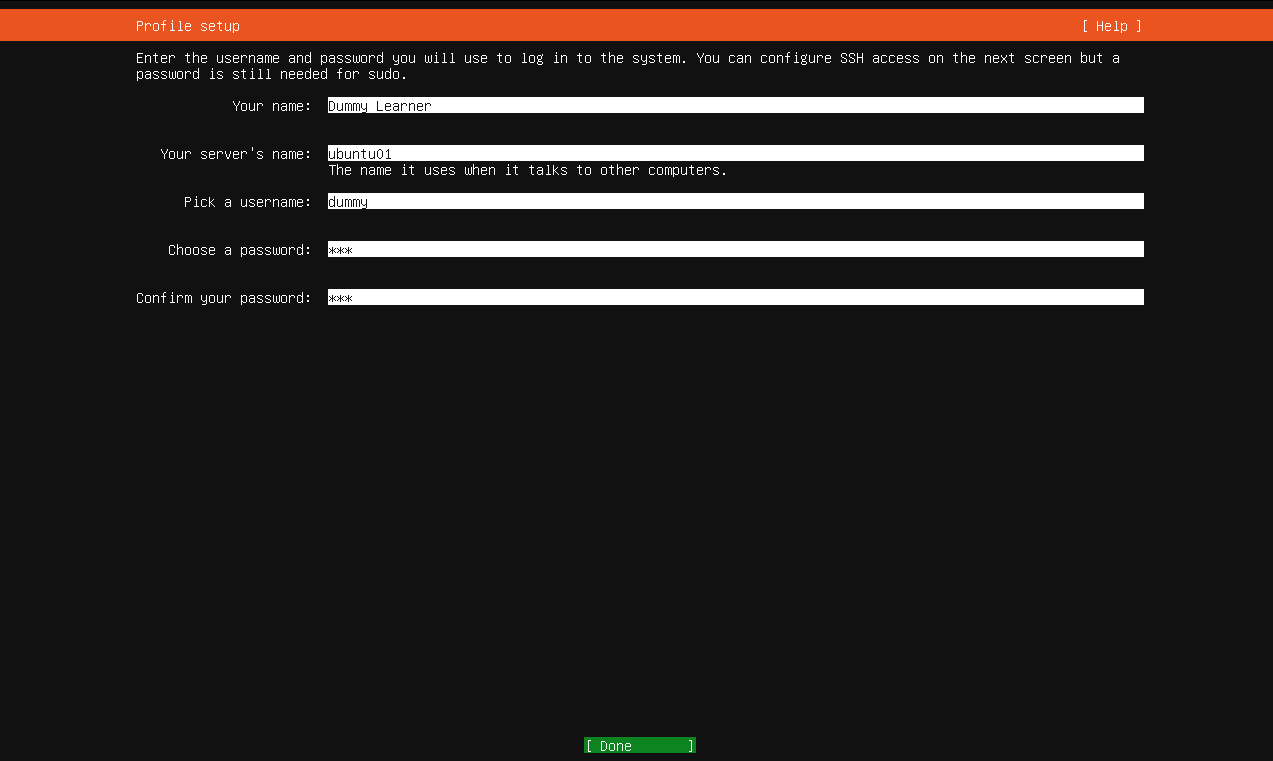 Profile setup [ Help ]
Enter the username and password you will use to log in to the system. You can configure SSH access on the next screen but a
password is still needed for sudo.
Your name: Dummy Learner
Your server's name: ubuntu01
The name it uses when it talks to other computers.
Pick a username: dummy
Choose a password: ***
Confirm your password: ***
[ Done ]